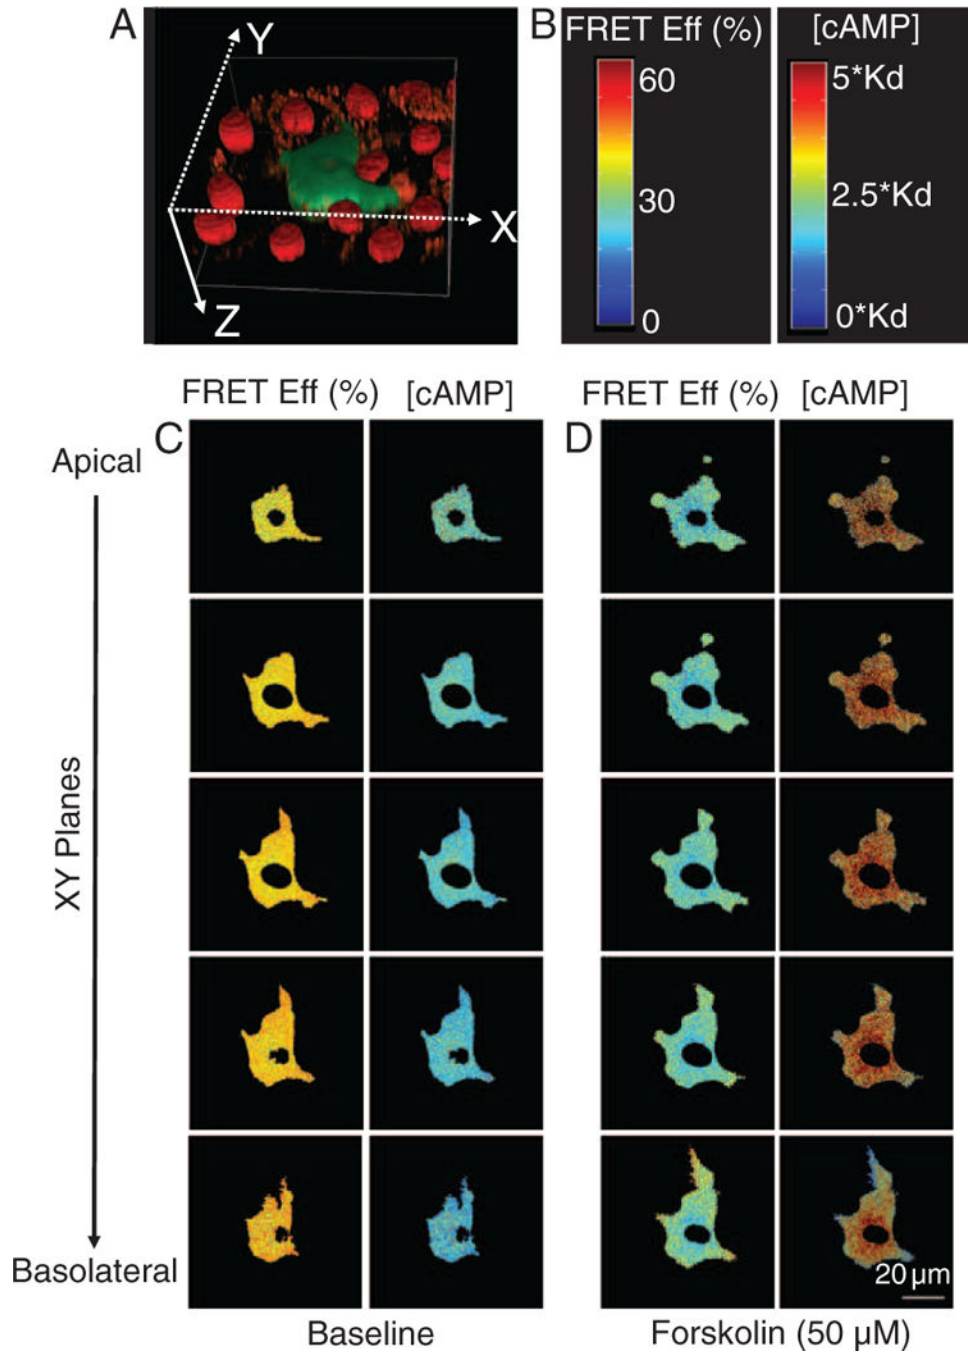 A
Y
X
Z
B
FRET Eff (%)
[cAMP]
60
30
0
5*Kd
2.5*Kd
0*Kd
FRET Eff (%)
[cAMP]
FRET Eff (%)
[cAMP]
C
D
Apical
XY Planes
Basolateral
20 µm
Baseline
Forskolin (50 µM)